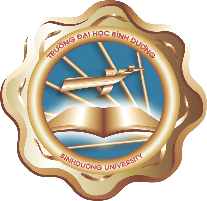 TRƯỜNG ĐẠI HỌC BÌNH DƯƠNG
BINHDUONG UNIVERSITY